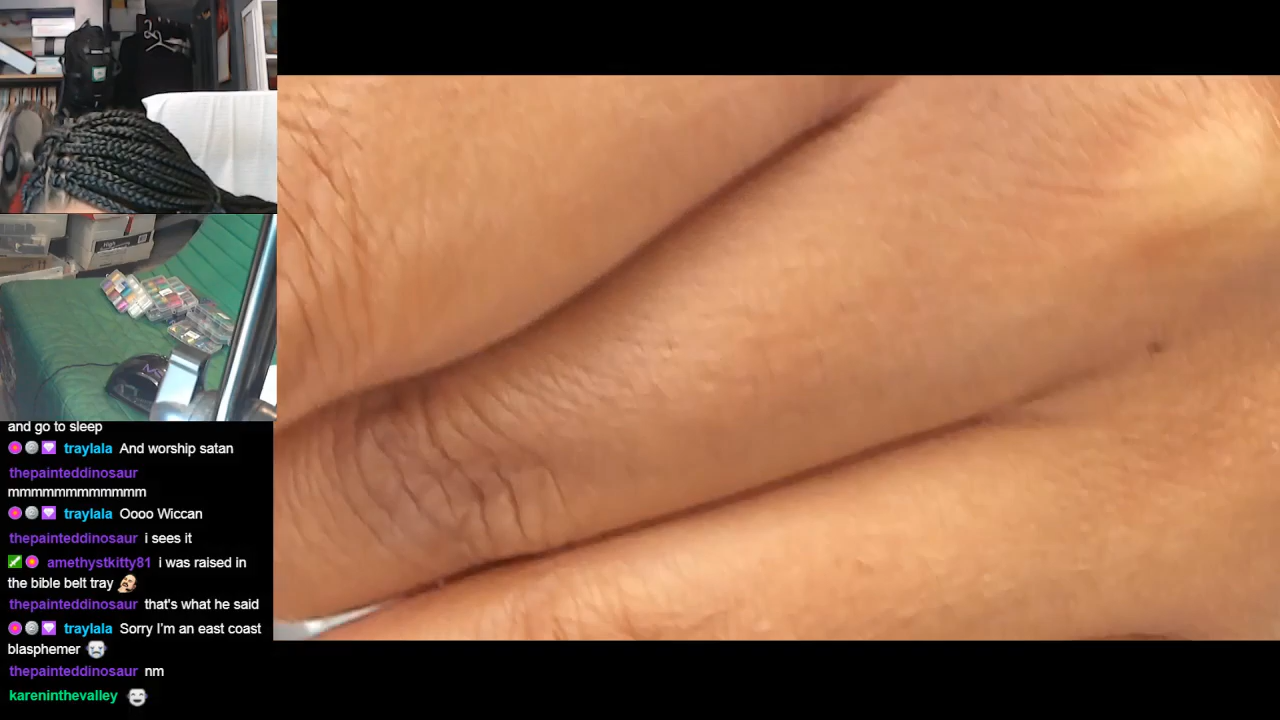 and go to sleep
traylala And worship satan
thepainteddinosaur
mmmmmmmmmmmm
traylala Oooo Wiccan
thepainteddinosaur i sees it
amethystkitty81 i was raised in
the bible belt tray
thepainteddinosaur that's what he said
traylala Sorry I'm an east coast
blasphemer
thepainteddinosaur nm
kareninthevalley